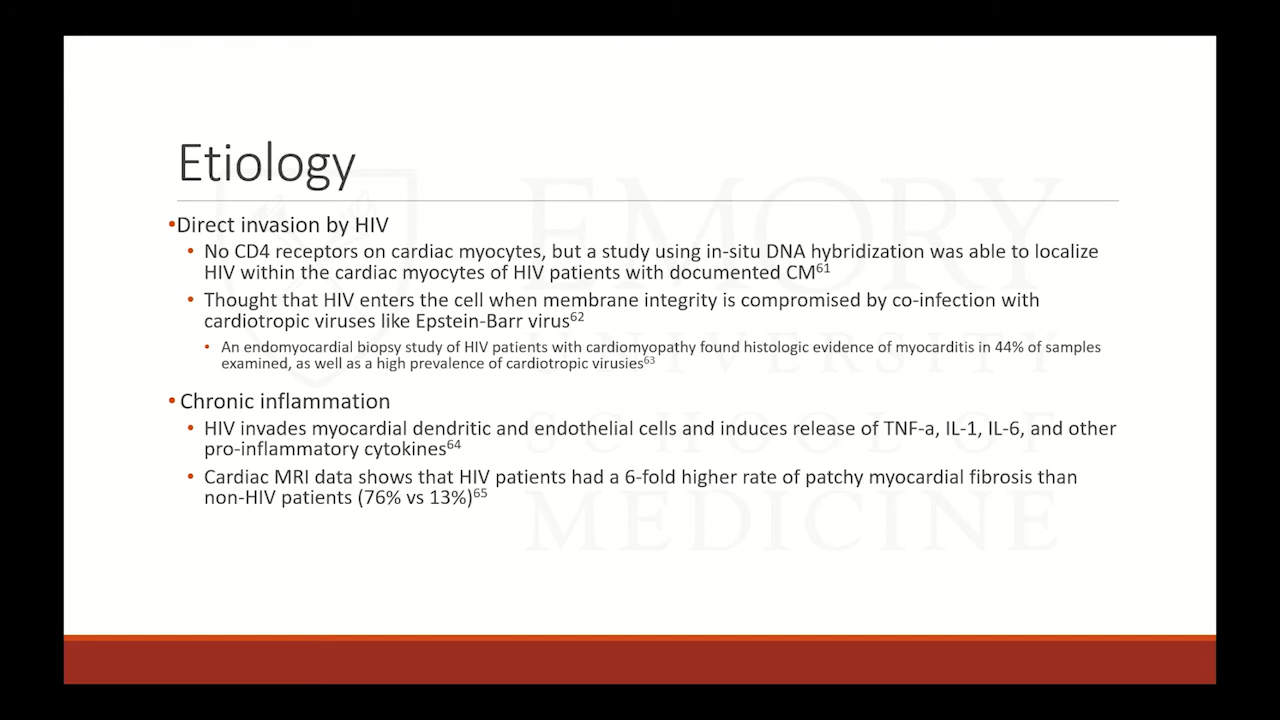 Etiology
•Direct invasion by HIV
• No CD4 receptors on cardiac myocytes, but a study using in-situ DNA hybridization was able to localize
HIV within the cardiac myocytes of HIV patients with documented CM61
• Thought that HIV enters the cell when membrane integrity is compromised by co-infection with
cardiotropic viruses like Epstein-Barr virus62
• An endomyocardial biopsy study of HIV patients with cardiomyopathy found histologic evidence of myocarditis in 44% of samples
examined, as well as a high prevalence of cardiotropic virusies63
• Chronic inflammation
• HIV invades myocardial dendritic and endothelial cells and induces release of TNF-a, IL-1, IL-6, and other
pro-inflammatory cytokines64
• Cardiac MRI data shows that HIV patients had a 6-fold higher rate of patchy myocardial fibrosis than
non-HIV patients (76% vs 13%)65
EMORY
UNIVERSITY
SCHOOL OF
MEDICINE